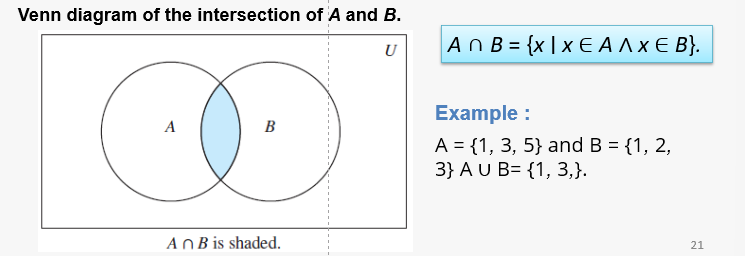 Venn diagram of the intersection of A and B.
U
A
B
A ∩ B is shaded.
A ∩ B = {x | x ∈ A ∧ x ∈ B}.
Example :
A = {1, 3, 5} and B = {1, 2,
3} A ∪ B= {1, 3,}.
21